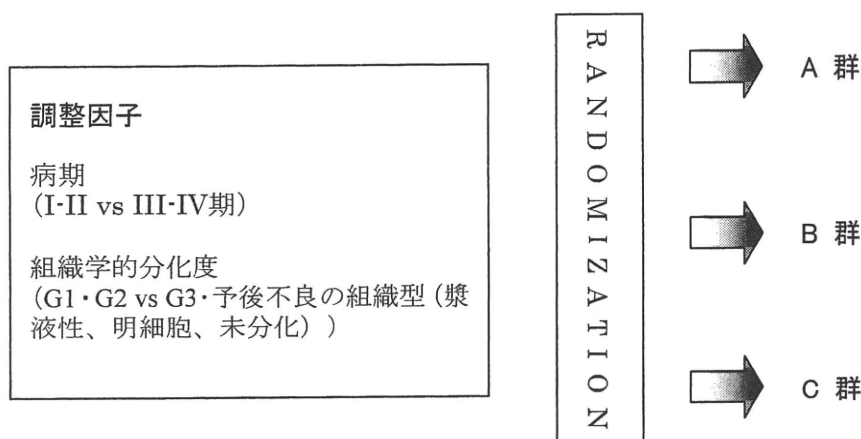 調整因子
病期
(I-II vs III-IV期)
組織学的分化度
(G1・G2 vs G3・予後不良の組織型(漿
液性、明細胞、未分化))
RANDOMIZATION
A 群
B 群
C 群